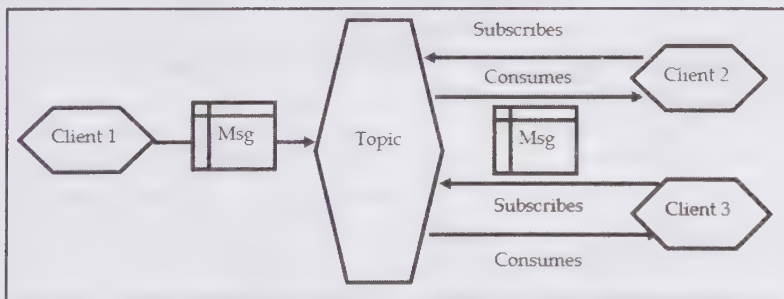 Subscribes
Consumes
Client 2
Client 1
Msg
Topic
Msg
Subscribes
Client 3
Consumes